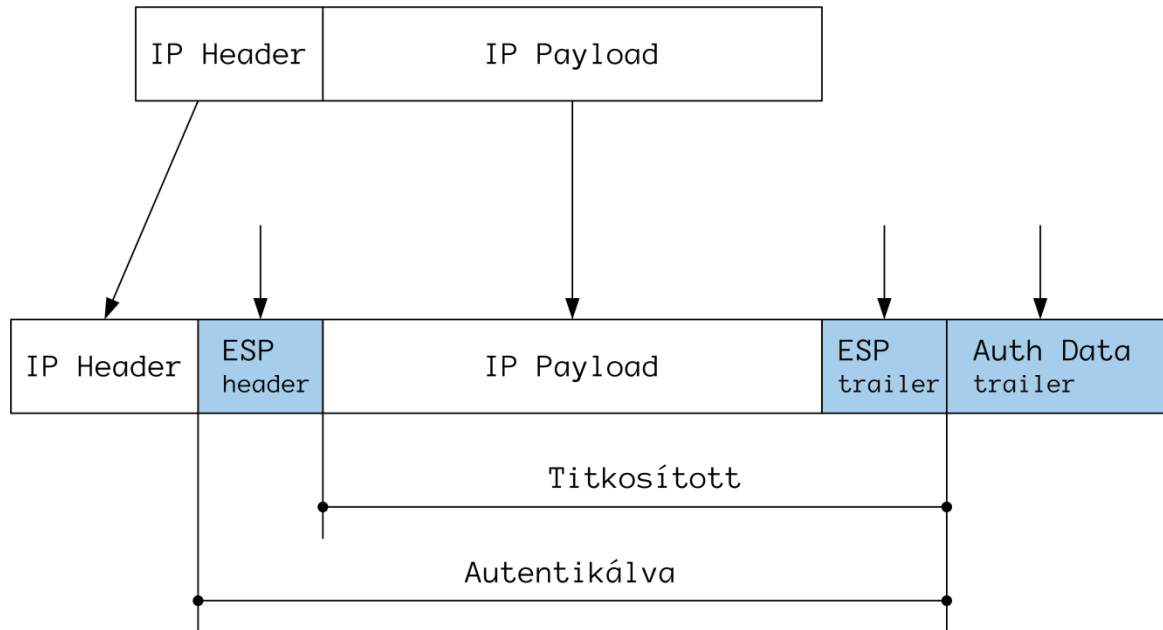 IP Header IP Payload
IP Header ESP header IP Payload ESP trailer Auth Data trailer
Titkosított
Autentikálva